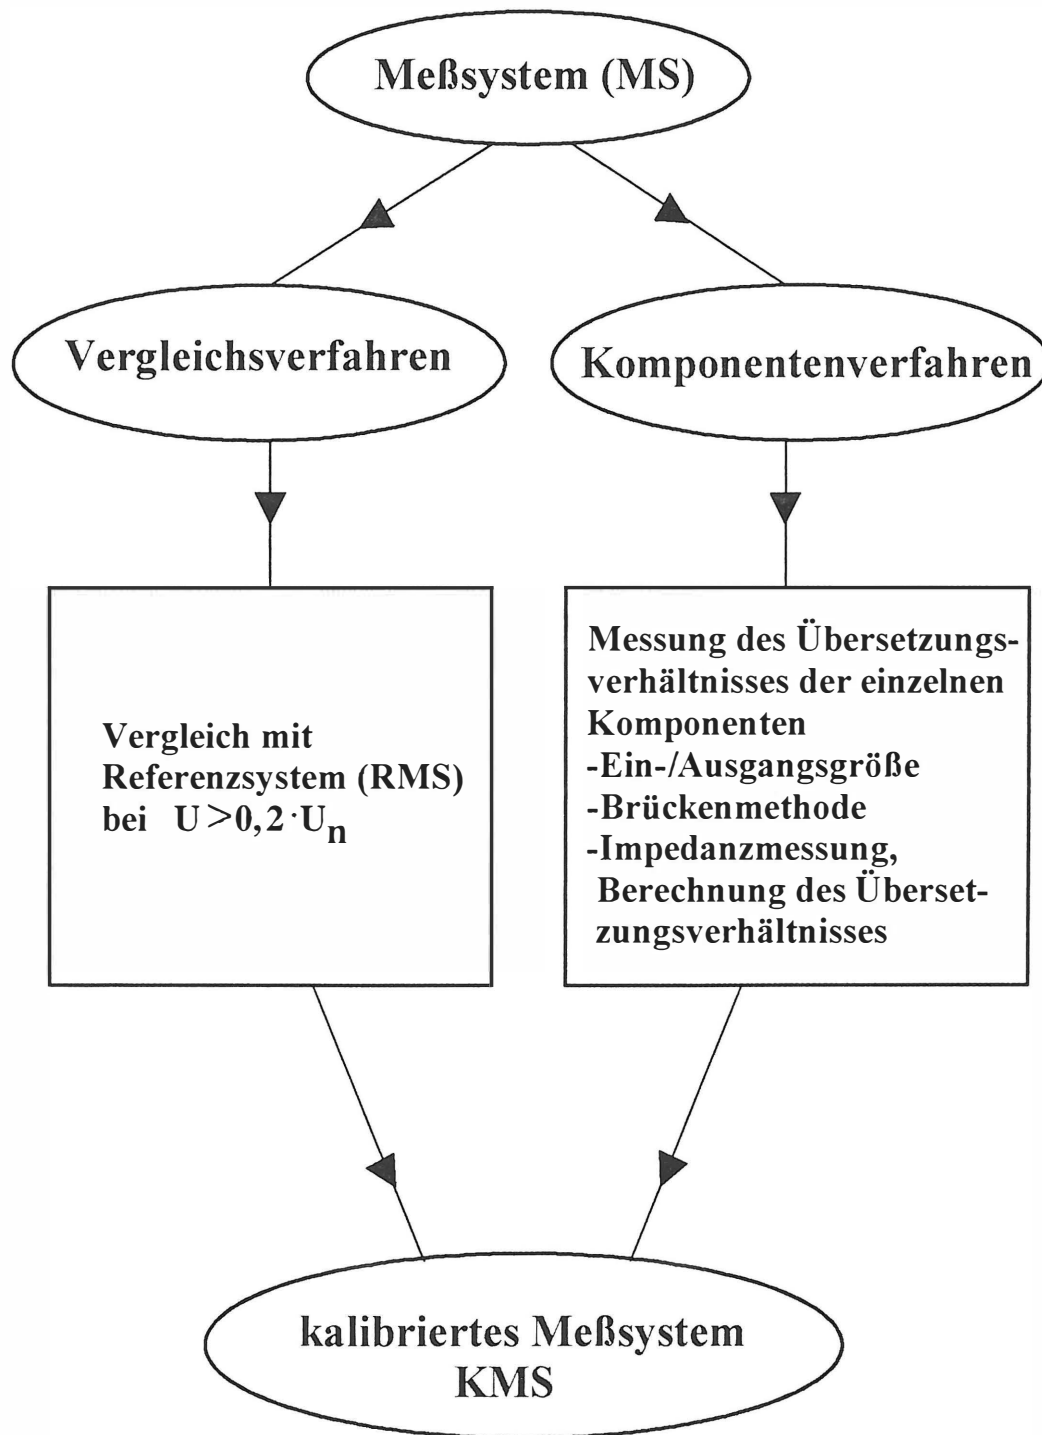 Meßsystem (MS)
Vergleichsverfahren
Komponentenverfahren
Vergleich mit
Referenzsystem (RMS)
bei U >0,2·Un
Messung des Übersetzungs-
verhältnisses der einzelnen
Komponenten
-Ein-/Ausgangsgröße
-Brückenmethode
-Impedanzmessung,
Berechnung des Überset-
zungsverhältnisses
kalibriertes Meßsystem
KMS